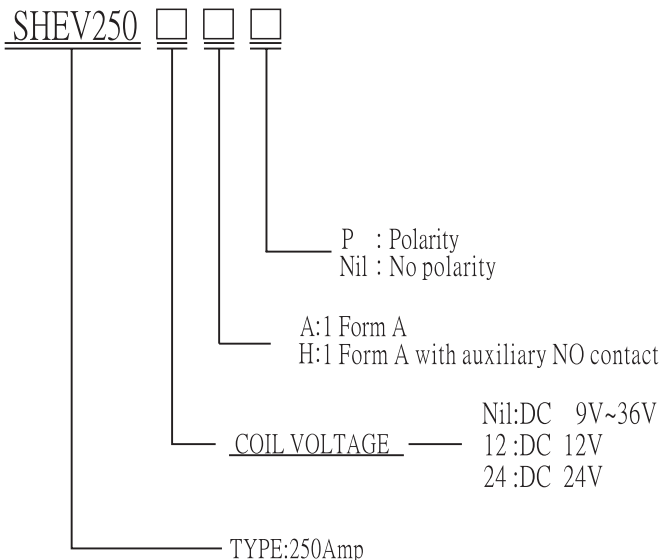 SHEV250 □ □ □
P : Polarity
Nil : No polarity
A:1 Form A
H:1 Form A with auxiliary NO contact
Nil:DC 9V~36V
COIL VOLTAGE
12 :DC 12V
24 :DC 24V
TYPE:250Amp